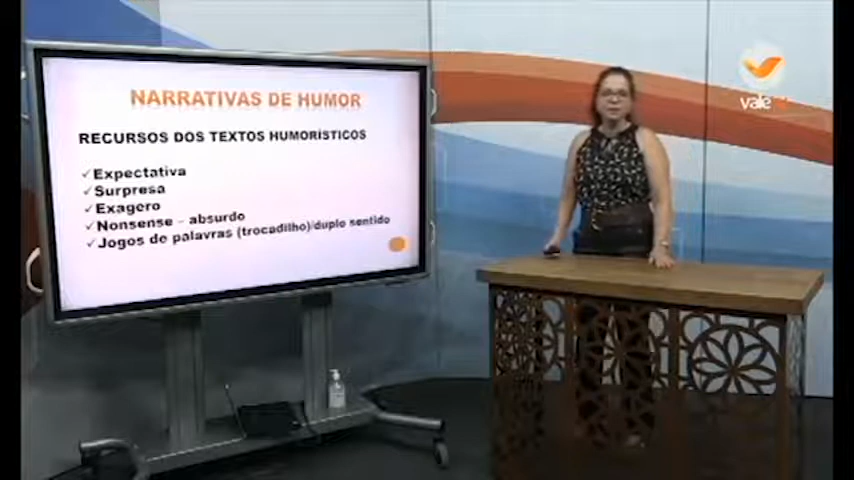 NARRATIVAS DE HUMOR
RECURSOS DOS TEXTOS HUMORÍSTICOS
✓Expectativa
✓Surpresa
✓Exagero
✓Nonsense – absurdo
✓Jogos de palavras (trocadilho)/duplo sentido
vale